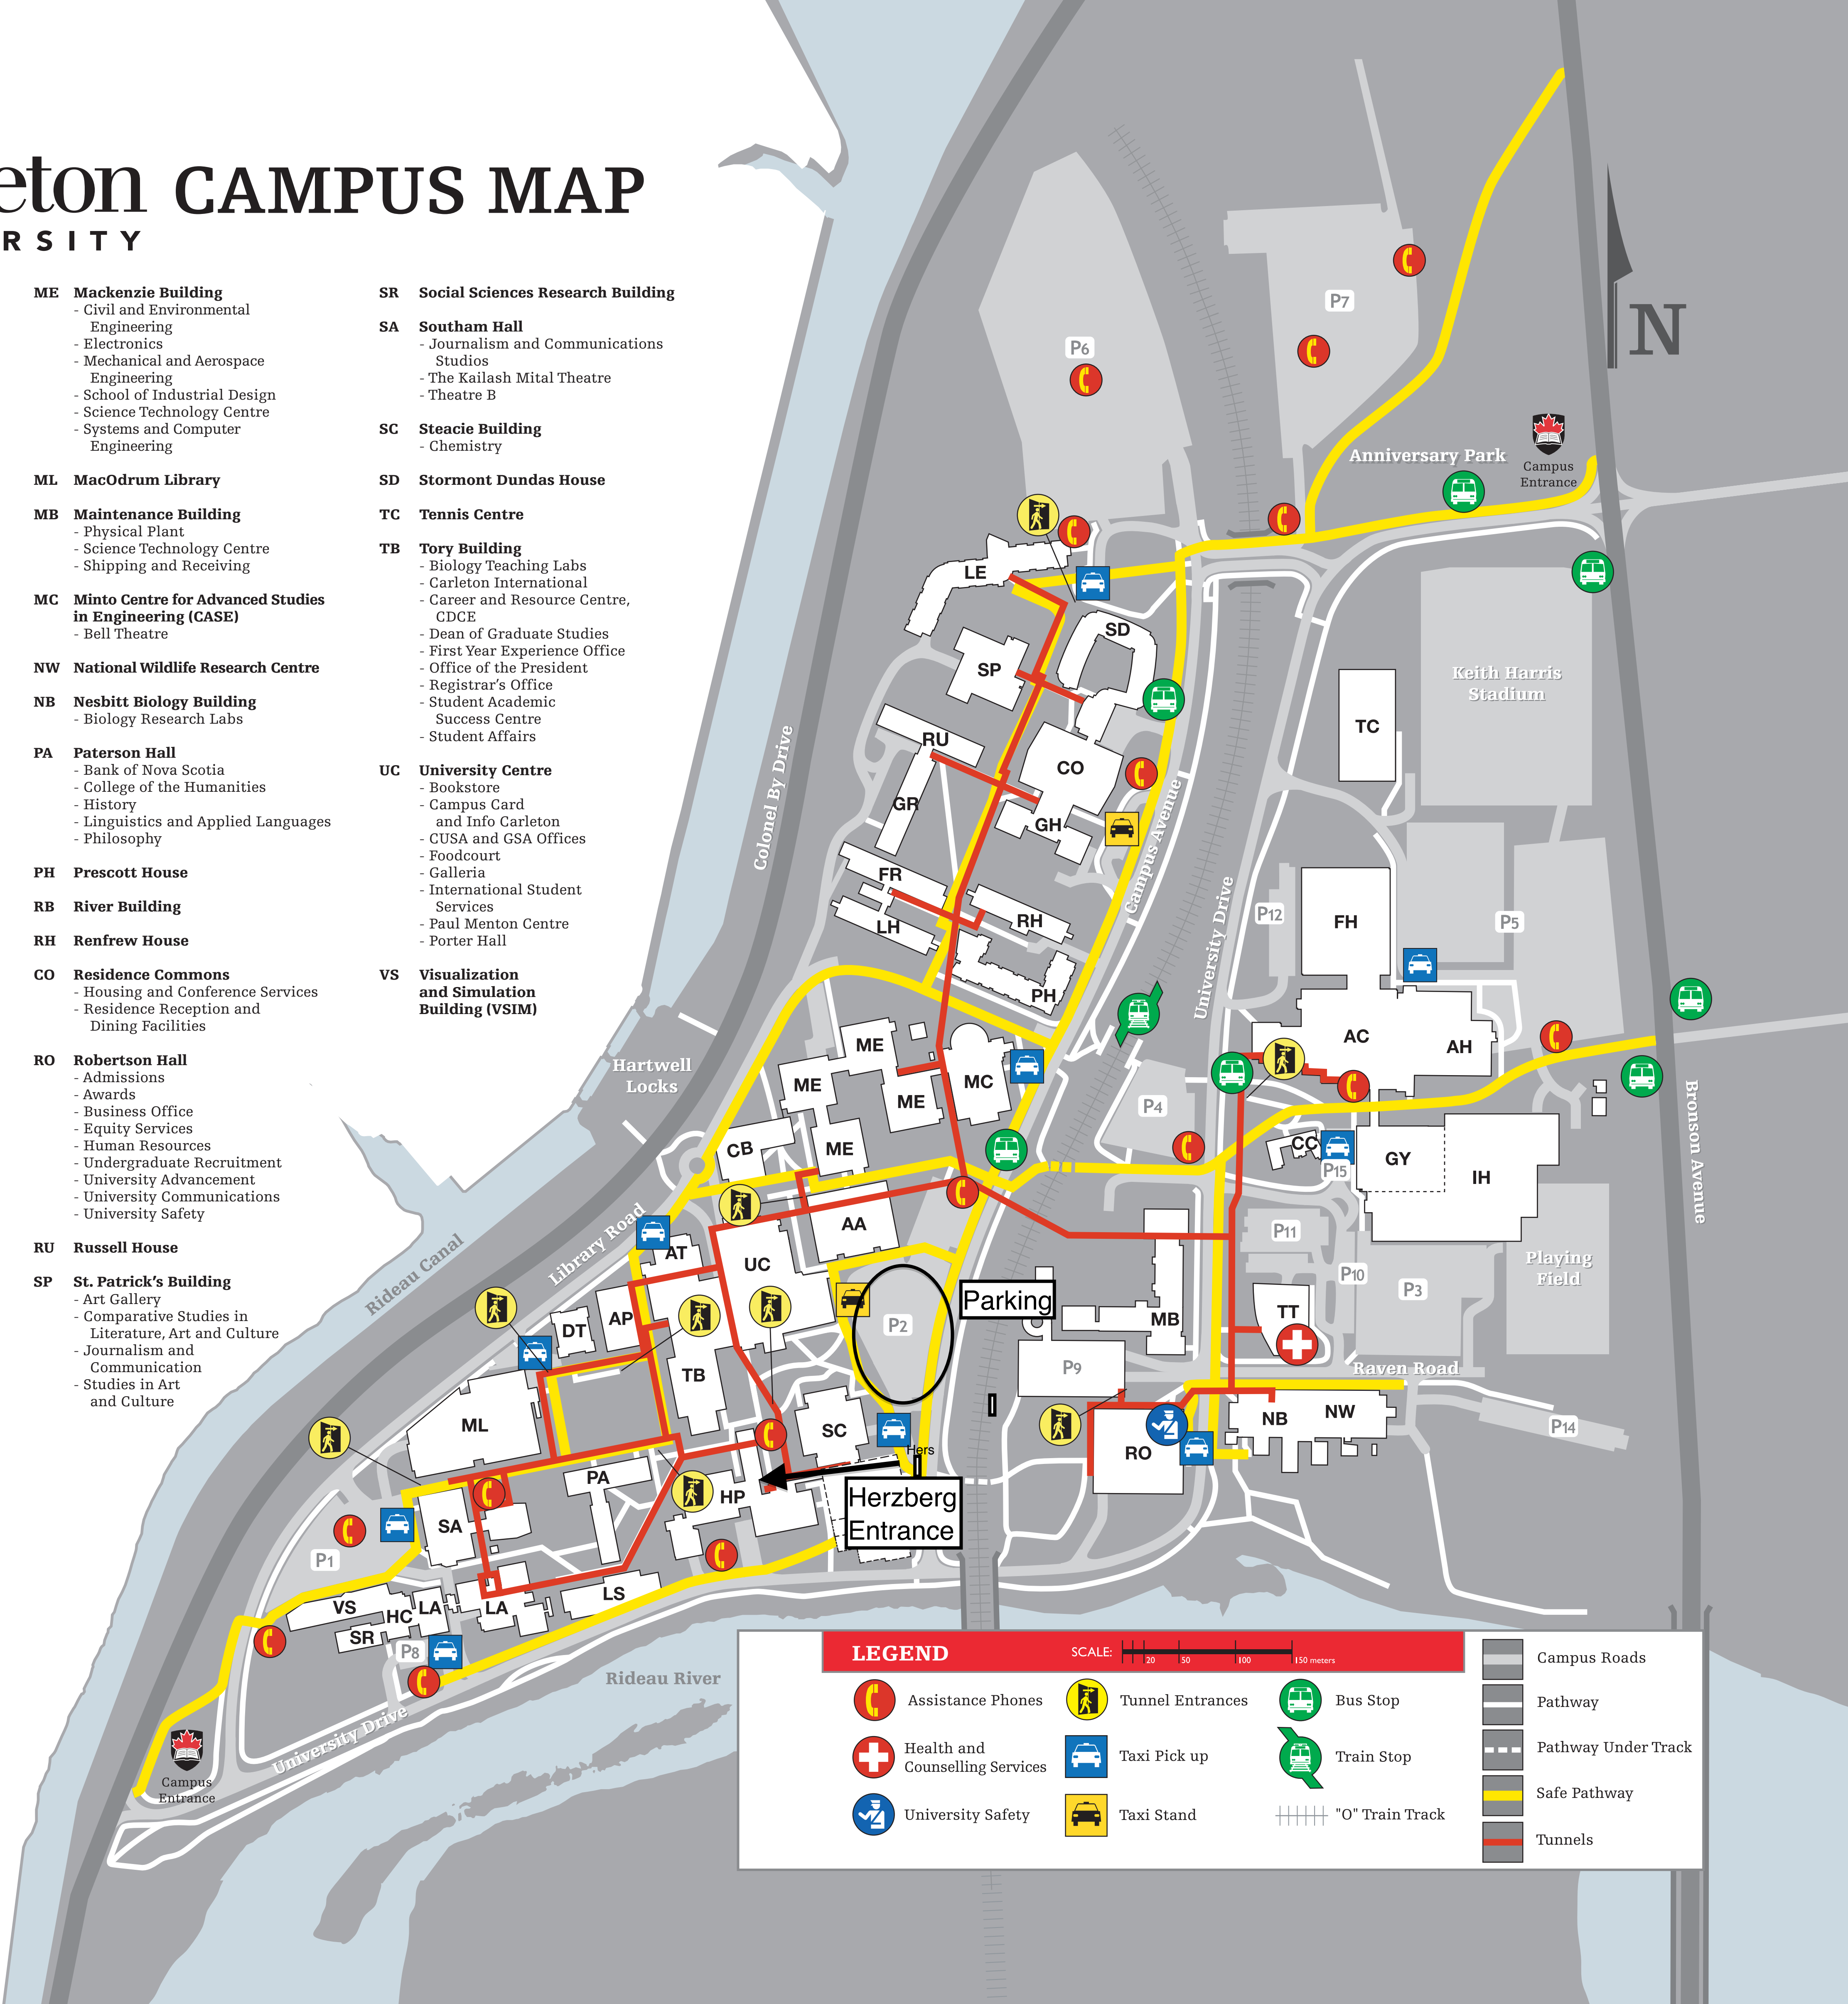 eton CAMPUS MAP
RSITY
ME Mackenzie Building
- Civil and Environmental
Engineering
- Electronics
- Mechanical and Aerospace
Engineering
- School of Industrial Design
- Science Technology Centre
- Systems and Computer
Engineering
ML MacOdrum Library
MB Maintenance Building
- Physical Plant
- Science Technology Centre
- Shipping and Receiving
MC Minto Centre for Advanced Studies
in Engineering (CASE)
- Bell Theatre
NW National Wildlife Research Centre
NB Nesbitt Biology Building
- Biology Research Labs
PA Paterson Hall
- Bank of Nova Scotia
- College of the Humanities
- History
- Linguistics and Applied Languages
- Philosophy
PH Prescott House
RB River Building
RH Renfrew House
CO Residence Commons
- Housing and Conference Services
- Residence Reception and
Dining Facilities
RO Robertson Hall
- Admissions
- Awards
- Business Office
- Equity Services
- Human Resources
- Undergraduate Recruitment
- University Advancement
- University Communications
- University Safety
RU Russell House
SP St. Patrick's Building
- Art Gallery
- Comparative Studies in
Literature, Art and Culture
- Journalism and
Communication
- Studies in Art
and Culture
SR Social Sciences Research Building
SA Southam Hall
- Journalism and Communications
Studios
- The Kailash Mital Theatre
- Theatre B
SC Steacie Building
- Chemistry
SD Stormont Dundas House
TC Tennis Centre
TB Tory Building
- Biology Teaching Labs
- Carleton International
- Career and Resource Centre,
CDCE
- Dean of Graduate Studies
- First Year Experience Office
- Office of the President
- Registrar's Office
- Student Academic
Success Centre
- Student Affairs
UC University Centre
- Bookstore
- Campus Card
and Info Carleton
- CUSA and GSA Offices
- Foodcourt
- Galleria
- International Student
Services
- Paul Menton Centre
- Porter Hall
VS Visualization
and Simulation
Building (VSIM)
N
P7
P6
Anniversary Park
Campus
Entrance
LE
SD
SP
Keith Harris
Stadium
TC
RU
CO
GR
GH
Colonel By Drive
Campus Avenue
University Drive
FR
LH
RH
PH
P12
FH
P5
AC
AH
Hartwell
Locks
ME
ME
ME
ME
MC
P4
CB
CC
P15
GY
IH
Bronson Avenue
AA
Library Road
Rideau Canal
AT
UC
P11
P10
P3
Playing
Field
Parking
P2
MB
TT
DT
AP
TB
P9
Raven Road
ML
SC
Hers
RO
NB
NW
P14
PA
HP
Herzberg
Entrance
SA
P1
LS
VS
HC
LA
LA
SR
P8
Rideau River
University Drive
Campus
Entrance
LEGEND
SCALE: 20 50 100 150 meters
Assistance Phones
Tunnel Entrances
Bus Stop
Health and
Counselling Services
Taxi Pick up
Train Stop
University Safety
Taxi Stand
"O" Train Track
Campus Roads
Pathway
Pathway Under Track
Safe Pathway
Tunnels